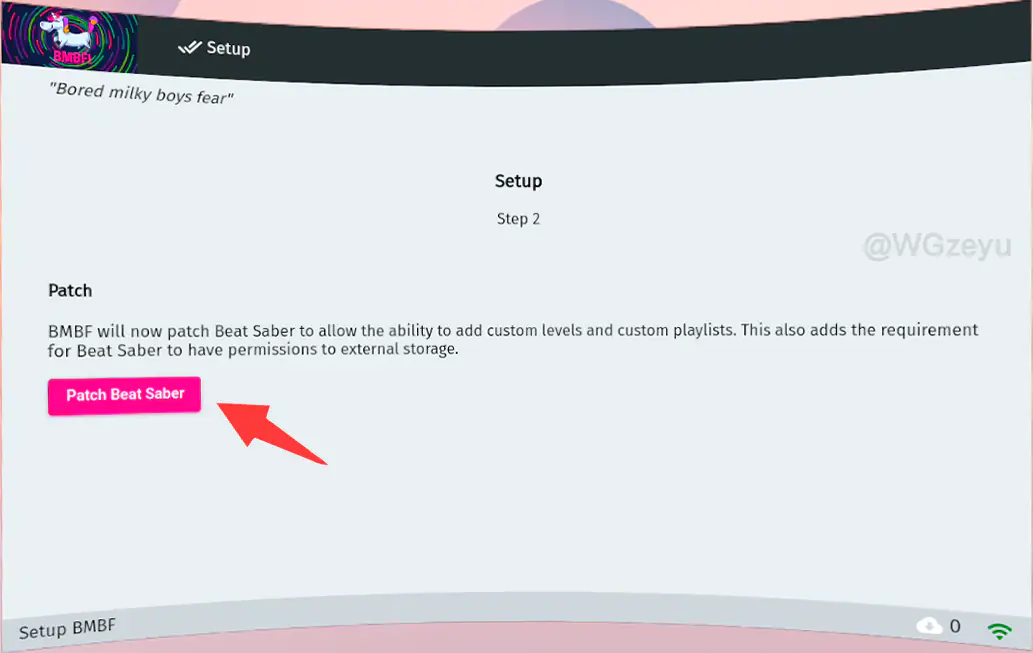 BMBF!
Setup
"Bored milky boys fear"
Setup
Step 2
@WGzeyu
Patch
BMBF will now patch Beat Saber to allow the ability to add custom levels and custom playlists. This also adds the requirement
for Beat Saber to have permissions to external storage.
Patch Beat Saber
Setup BMBF
0